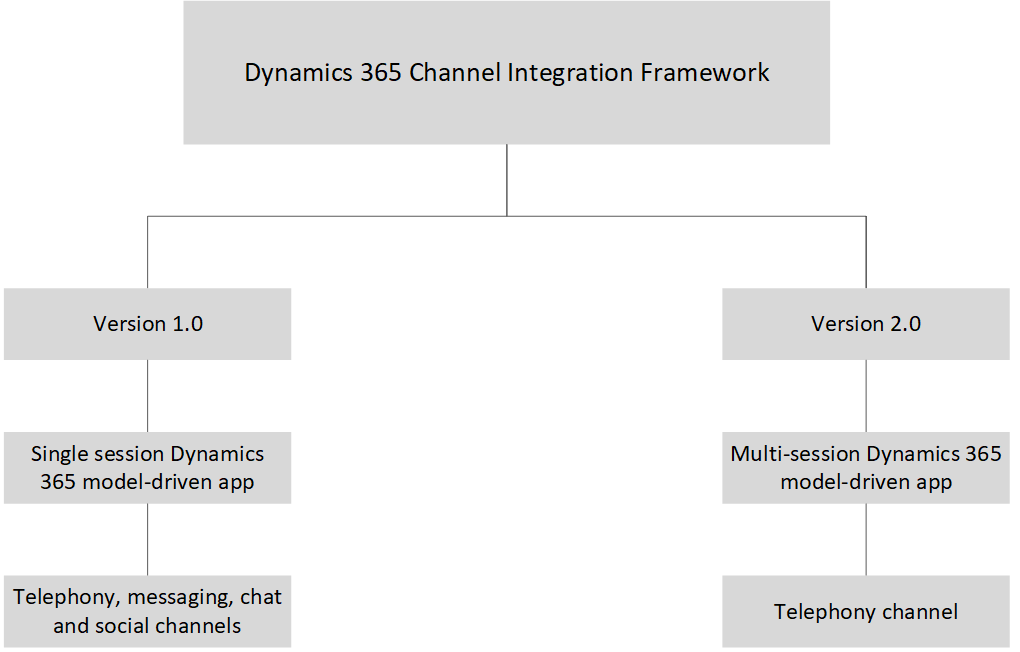 Dynamics 365 Channel Integration Framework
Version 1.0
Version 2.0
Single session Dynamics
365 model-driven app
Multi-session Dynamics 365
model-driven app
Telephony, messaging, chat
and social channels
Telephony channel